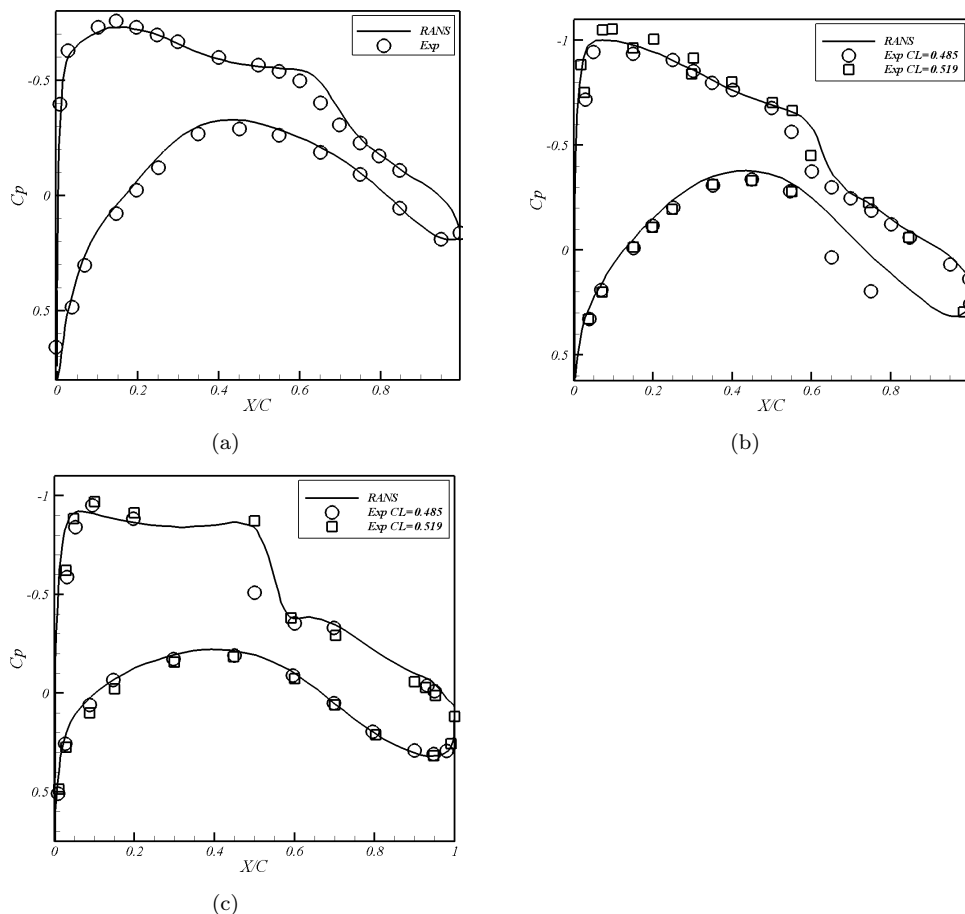 RANS
Exp
-0.5
0
0.5
Cp
0 0.2 0.4 0.6 0.8
X/C
(a)
RANS
Exp CL=0.485
Exp CL=0.519
-1
-0.5
0
0.5
Cp
0 0.2 0.4 0.6 0.8
X/C
(b)
RANS
Exp CL=0.485
Exp CL=0.519
-1
-0.5
0
0.5
Cp
0 0.2 0.4 0.6 0.8 1
X/C
(c)